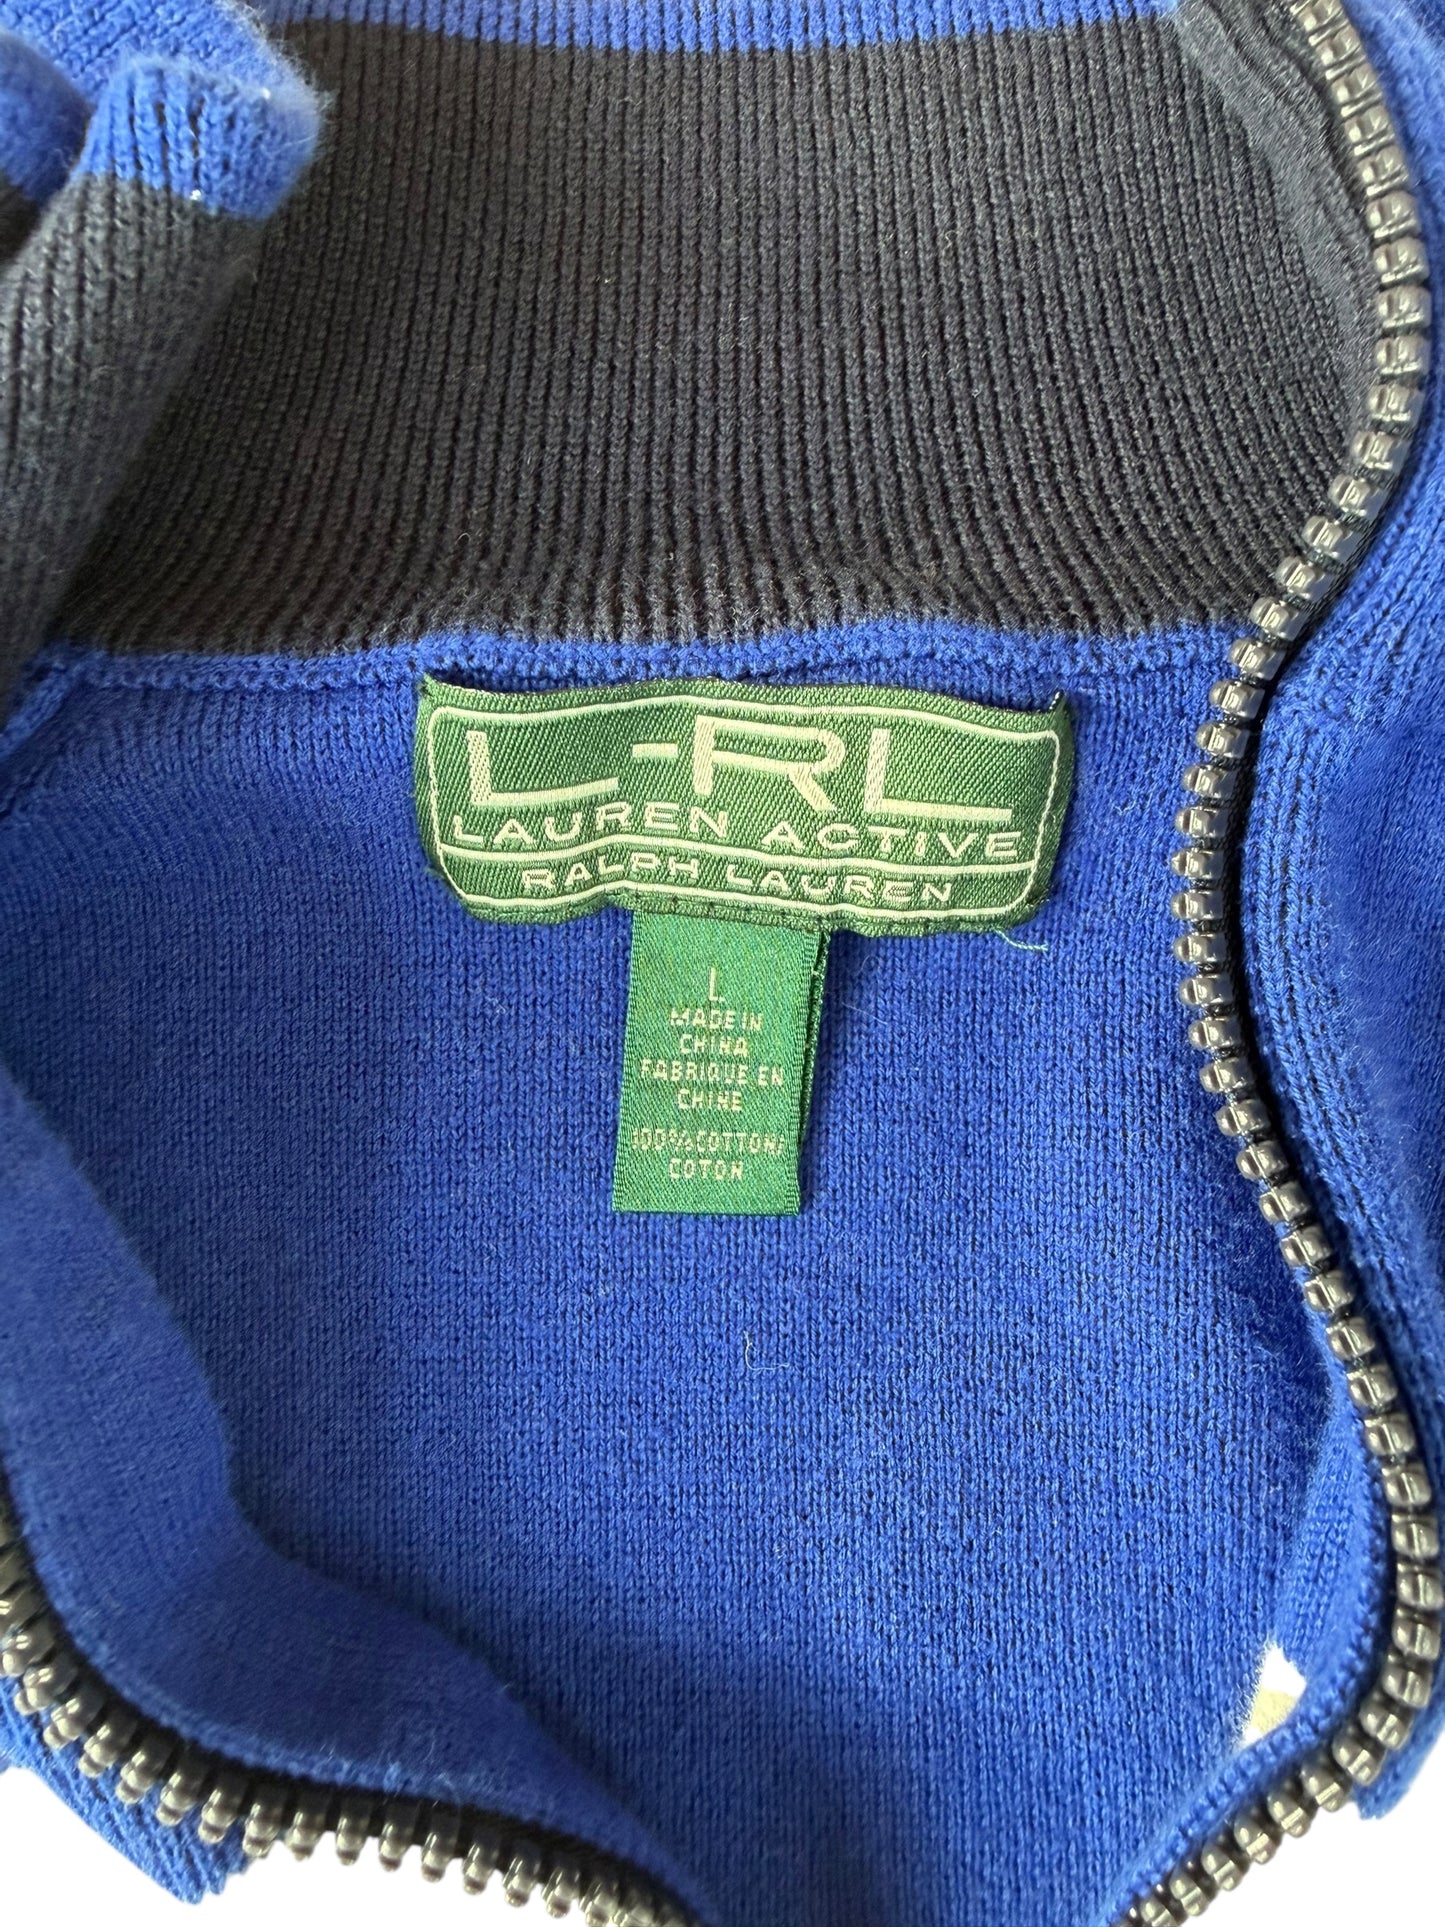 L-RL
LAUREN ACTIVE
RALPH LAUREN
L
MADE IN
CHINA
FABRIQUE EN
CHINE
100% COTTON/
COTON